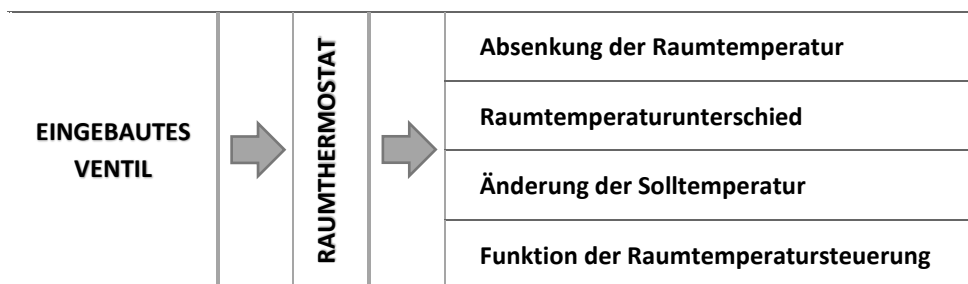 EINGEBAUTES
VENTIL
RAUMTHERMOSTAT
Absenkung der Raumtemperatur
Raumtemperaturunterschied
Änderung der Solltemperatur
Funktion der Raumtemperatursteuerung